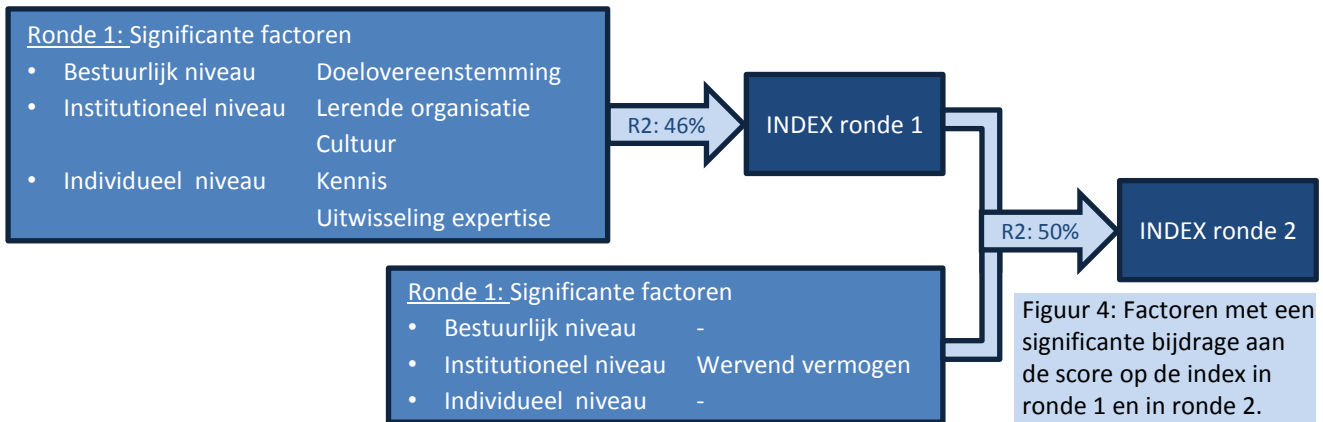 Ronde 1: Significante factoren
• Bestuurlijk niveau Doelovereenstemming
• Institutioneel niveau Lerende organisatie
Cultuur
• Individueel niveau Kennis
Uitwisseling expertise
R2: 46%
INDEX ronde 1
R2: 50%
INDEX ronde 2
Ronde 1: Significante factoren
• Bestuurlijk niveau -
• Institutioneel niveau Wervend vermogen
• Individueel niveau -
Figuur 4: Factoren met een
significante bijdrage aan
de score op de index in
ronde 1 en in ronde 2.